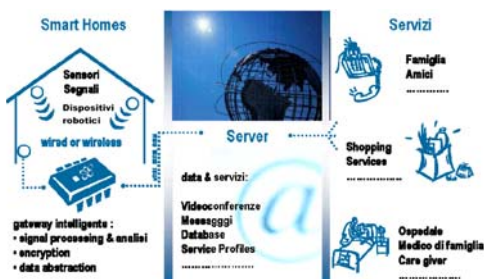 Smart Homes
Sensori
Segnali
Dispositivi
robotici
wired or wireless
gateway intelligente :
• signal processing & analisi
• encryption
• data abstraction
Server
data & servizi:
Videoconferenze
Messagggi
Database
Service Profiles
.....................
@
Servizi
Famiglia
Amici
.................
Shopping
Services
.................
Ospedale
Medico di famiglia
Care giver
.................